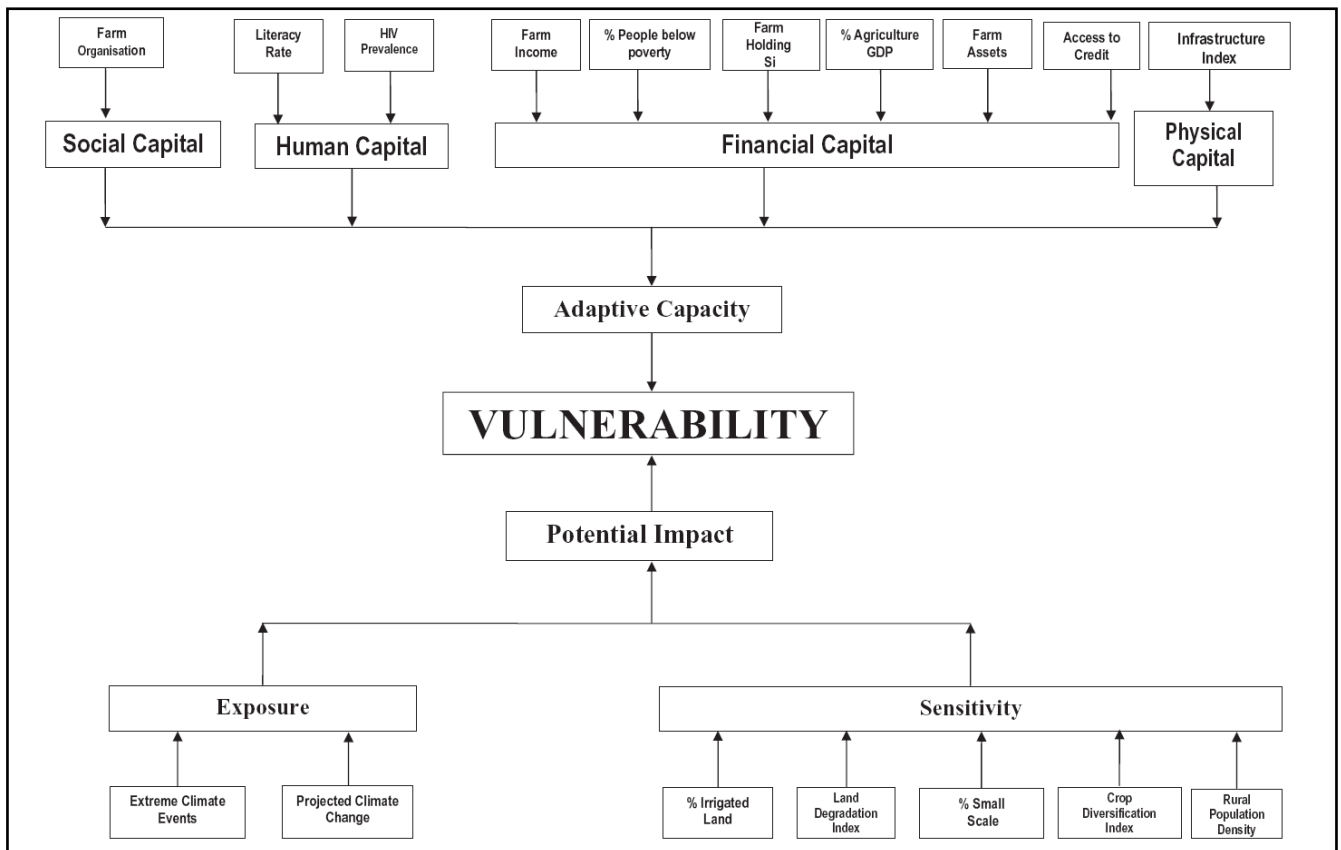 Farm
Organisation
Literacy
Rate
HIV
Prevalence
Farm
Income
% People below
poverty
Farm
Holding
Si
% Agriculture
GDP
Farm
Assets
Access to
Credit
Infrastructure
Index
Social Capital
Human Capital
Financial Capital
Physical
Capital
Adaptive Capacity
VULNERABILITY
Potential Impact
Exposure
Sensitivity
Extreme Climate
Events
Projected Climate
Change
% Irrigated
Land
Land
Degradation
Index
% Small
Scale
Crop
Diversification
Index
Rural
Population
Density